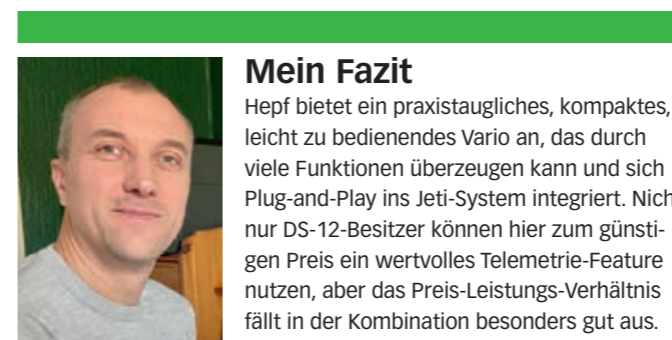 Mein Fazit
Hepf bietet ein praxistaugliches, kompaktes,
leicht zu bedienendes Vario an, das durch
viele Funktionen überzeugen kann und sich
Plug-and-Play ins Jeti-System integriert. Nich
nur DS-12-Besitzer können hier zum günsti-
gen Preis ein wertvolles Telemetrie-Feature
nutzen, aber das Preis-Leistungs-Verhältnis
fällt in der Kombination besonders gut aus.